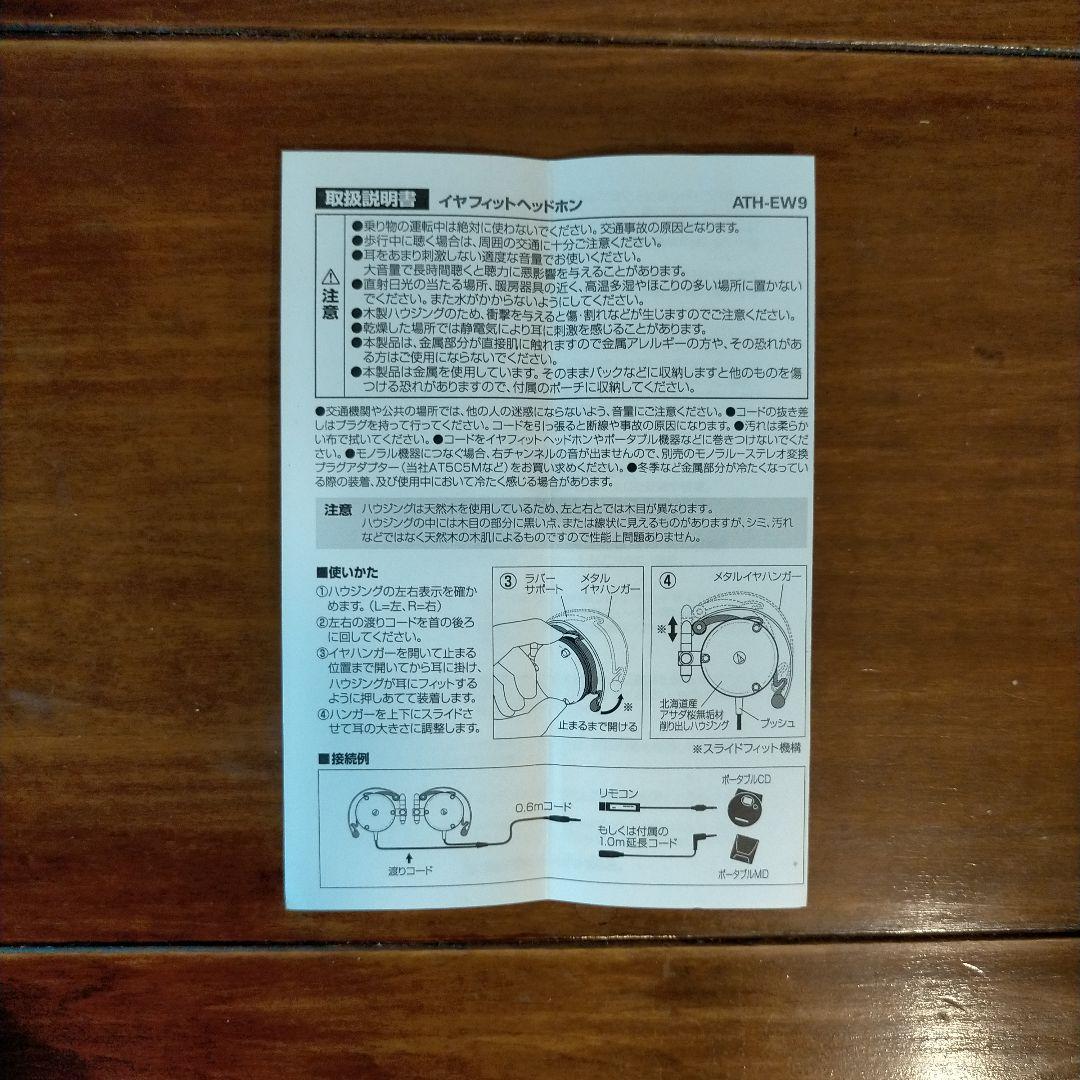 取扱説明書 イヤフィットヘッドホン ATH-EW9
⚠注意
●乗り物の運転中は絶対に使わないでください。交通事故の原因となります。
●歩行中に聴く場合は、周囲の交通に十分ご注意ください。
●耳をあまり刺激しない適度な音量でお使いください。
大音量で長時間聴くと聴力に悪影響を与えることがあります。
●直射日光の当たる場所、暖房器具の近く、高温多湿やほこりの多い場所に置かない
でください。また水がかからないようにしてください。
●木製ハウジングのため、衝撃を与えると傷・割れなどが生じますのでご注意ください。
●乾燥した場所では静電気により耳に刺激を感じることがあります。
●本製品は、金属部分が直接肌に触れますので金属アレルギーの方や、その恐れがあ
る方はご使用にならないでください。
●本製品は金属を使用しています。そのままバックなどに収納しますと他のものを傷
つける恐れがありますので、付属のポーチに収納してください。
●交通機関や公共の場所では、他の人の迷惑にならないよう、音量にご注意ください。●コードの抜き差
しはプラグを持って行ってください。コードを引っ張ると断線や事故の原因になります。●汚れは柔らか
い布で拭いてください。●コードをイヤフィットヘッドホンやポータブル機器などに巻きつけないでくだ
さい。●モノラル機器につなぐ場合、右チャンネルの音が出ませんので、別売のモノラルーステレオ変換
プラグアダプター(当社AT5C5Mなど)をお買い求めください。●冬季など金属部分が冷たくなってい
る際の装着、及び使用中において冷たく感じる場合があります。
注意 ハウジングは天然木を使用しているため、左と右とでは木目が異なります。
ハウジングの中には木目の部分に黒い点、または線状に見えるものがありますが、シミ、汚れ
などではなく天然木の木肌によるものですので性能上問題ありません。
■使いかた
①ハウジングの左右表示を確か
めます。(L=左、R=右)
②左右の渡りコードを首の後ろ
に回してください。
③イヤハンガーを開いて止まる
位置まで開いてから耳に掛け、
ハウジングが耳にフィットする
ように押しあてて装着します。
④ハンガーを上下にスライドさ
せて耳の大きさに調整します。
③ ラバー
サポート
メタル
イヤハンガー
※
止まるまで開ける
④ メタルイヤハンガー
※
北海道産
アサダ桜無垢材
削り出しハウジング
ブッシュ
※スライドフィット機構
■接続例
0.6mコード
渡りコード
リモコン
もしくは付属の
1.0m延長コード
ポータブルCD
ポータブルMD